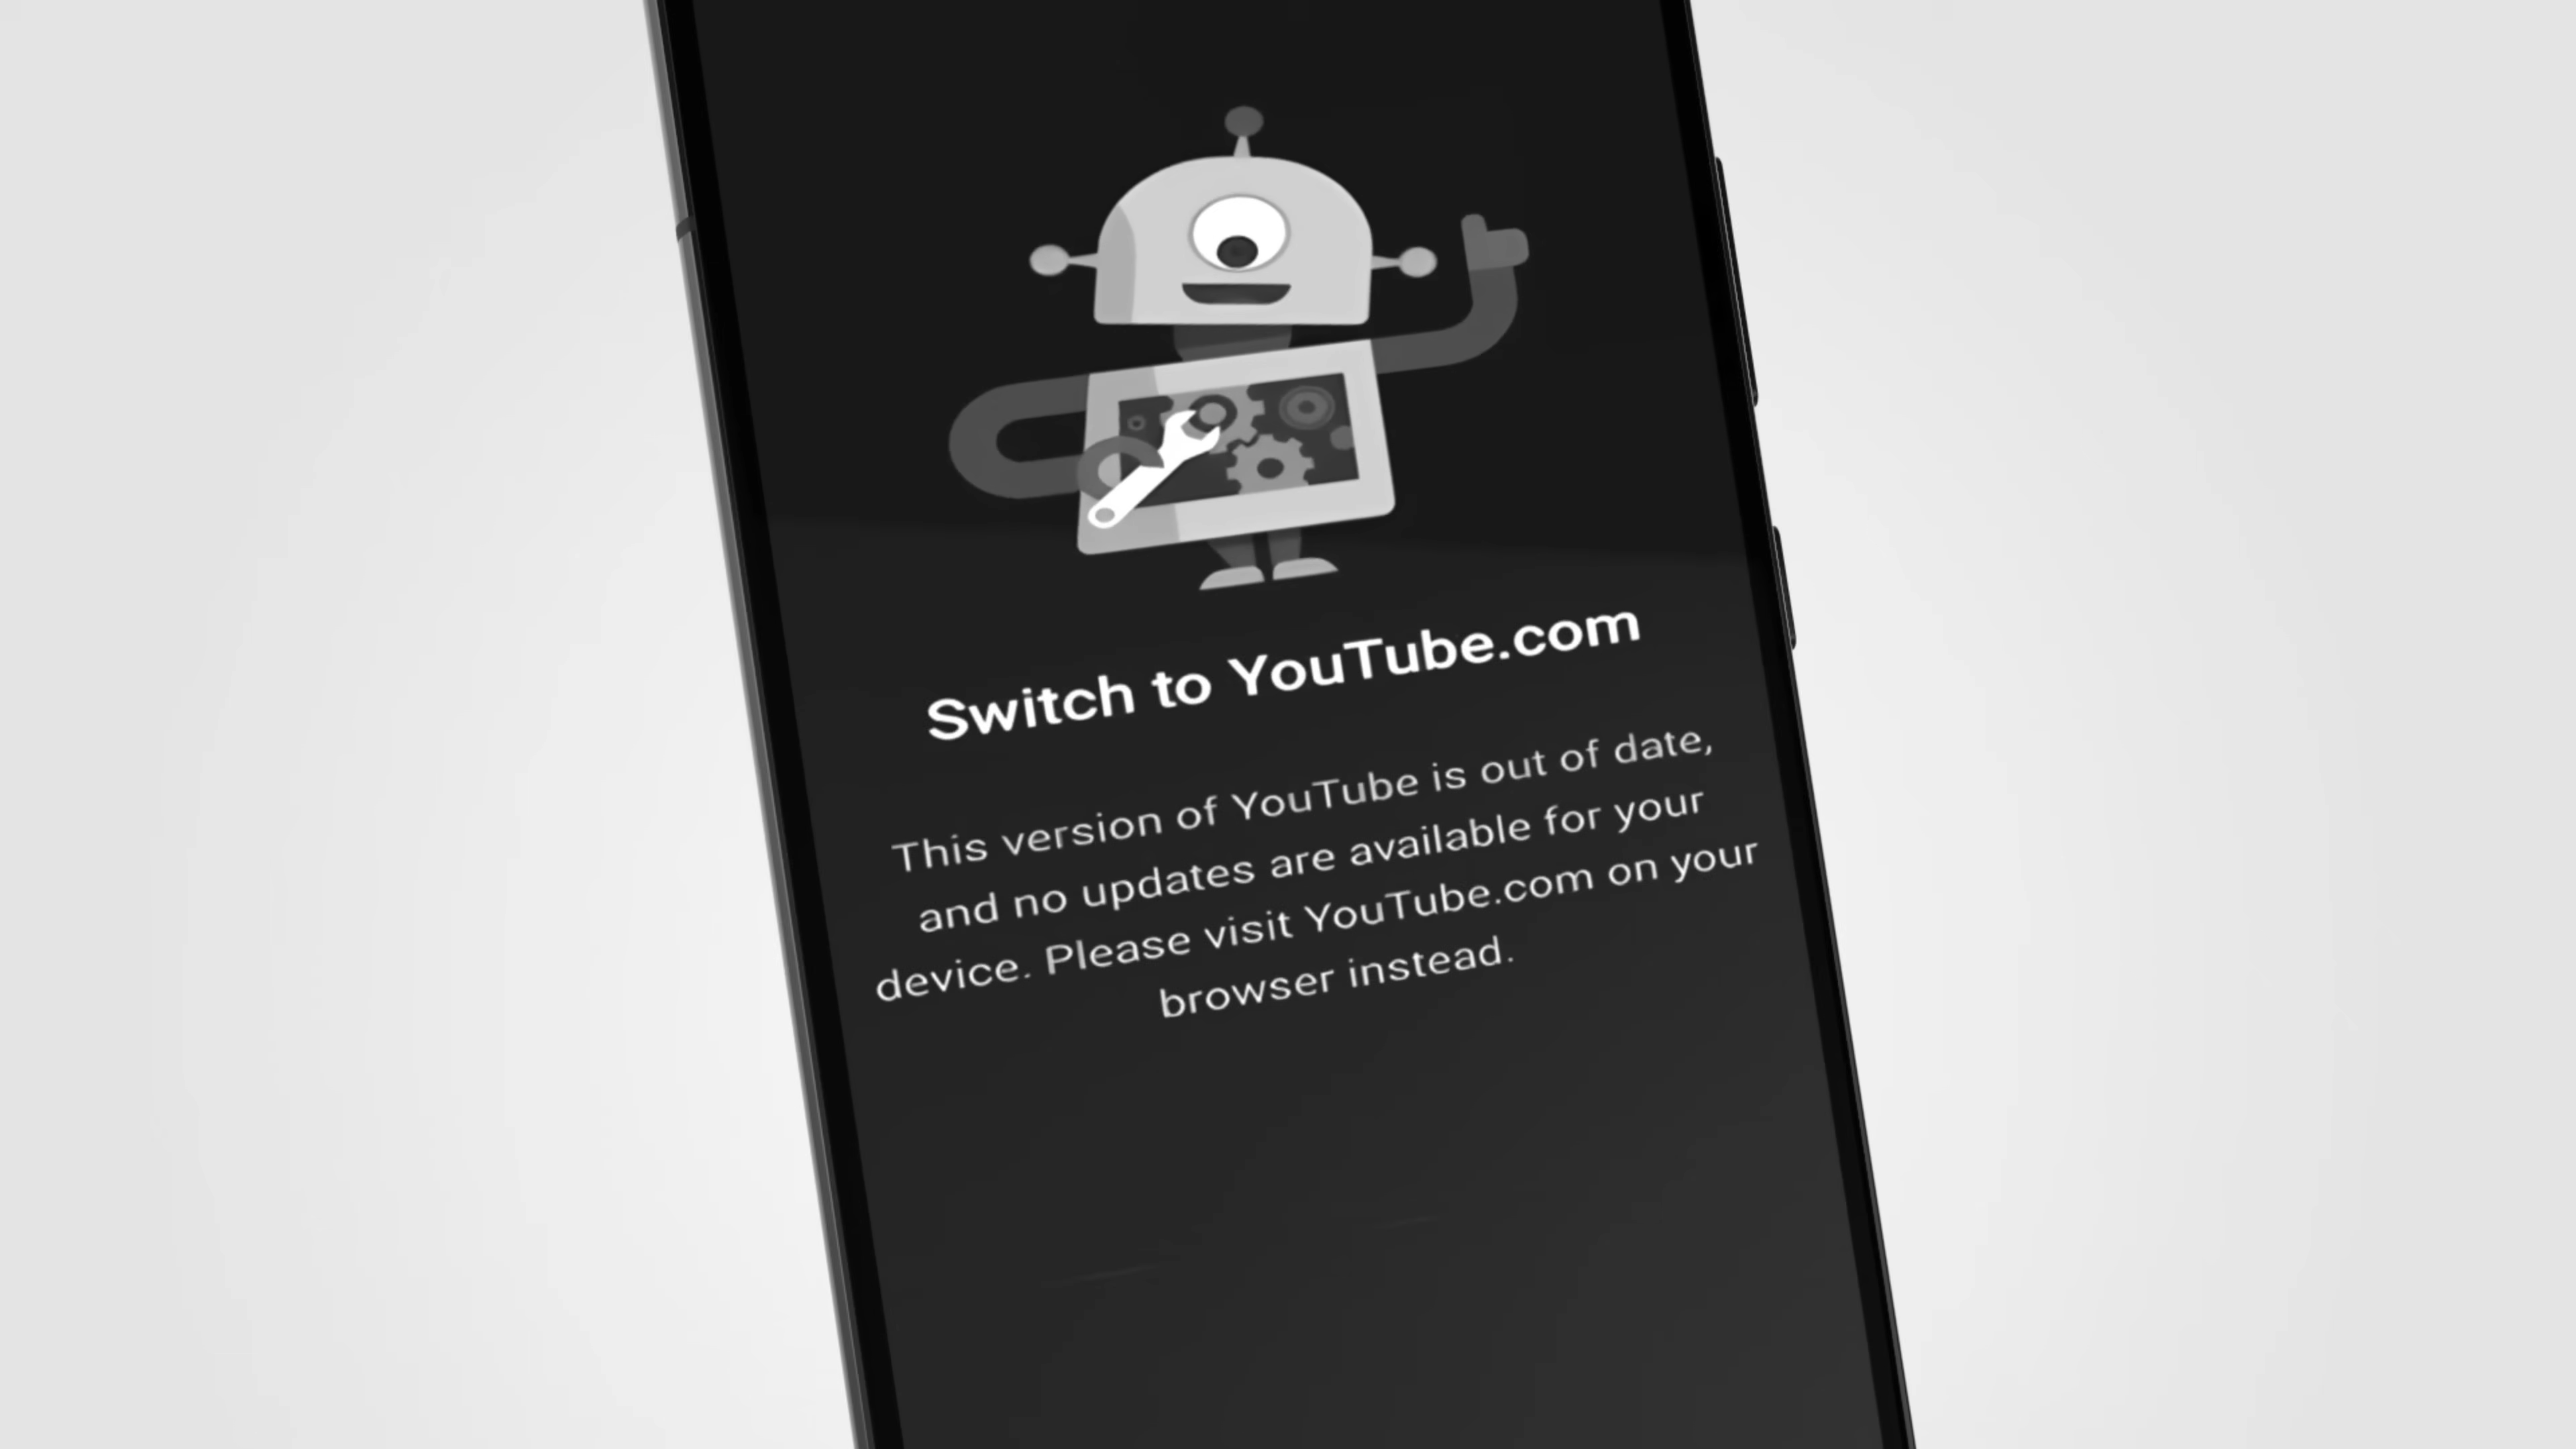 Switch to YouTube.com
This version of YouTube is out of date,
and no updates are available for your
device. Please visit YouTube.com on your
browser instead.